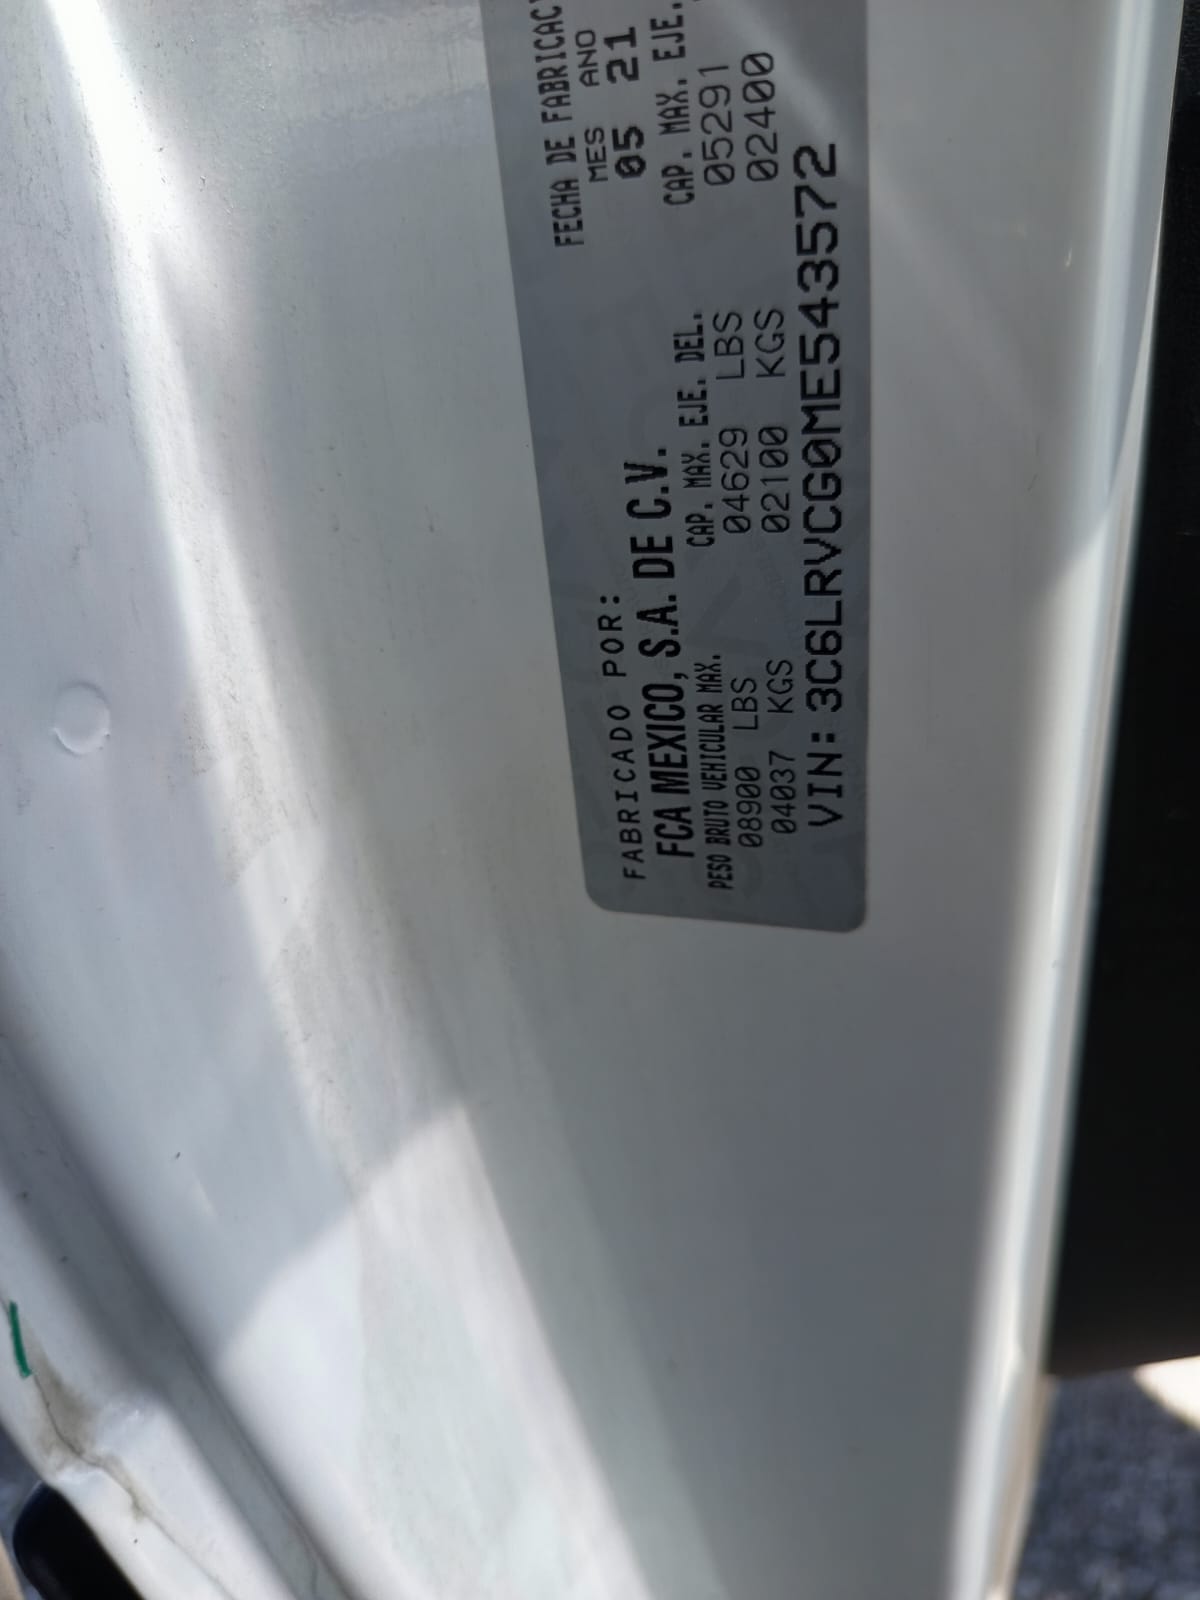 FABRICADO POR:
FECHA DE FABRICAC
MES AÑO
05 21
FCA MEXICO, S.A. DE C.V.
PESO BRUTO VEHICULAR MAX.
CAP. MAX. EJE. DEL.
CAP. MAX. EJE.
08900 LBS
04629 LBS
05291
04037 KGS
02100 KGS
02400
VIN: 3C6LRVCG0ME543572